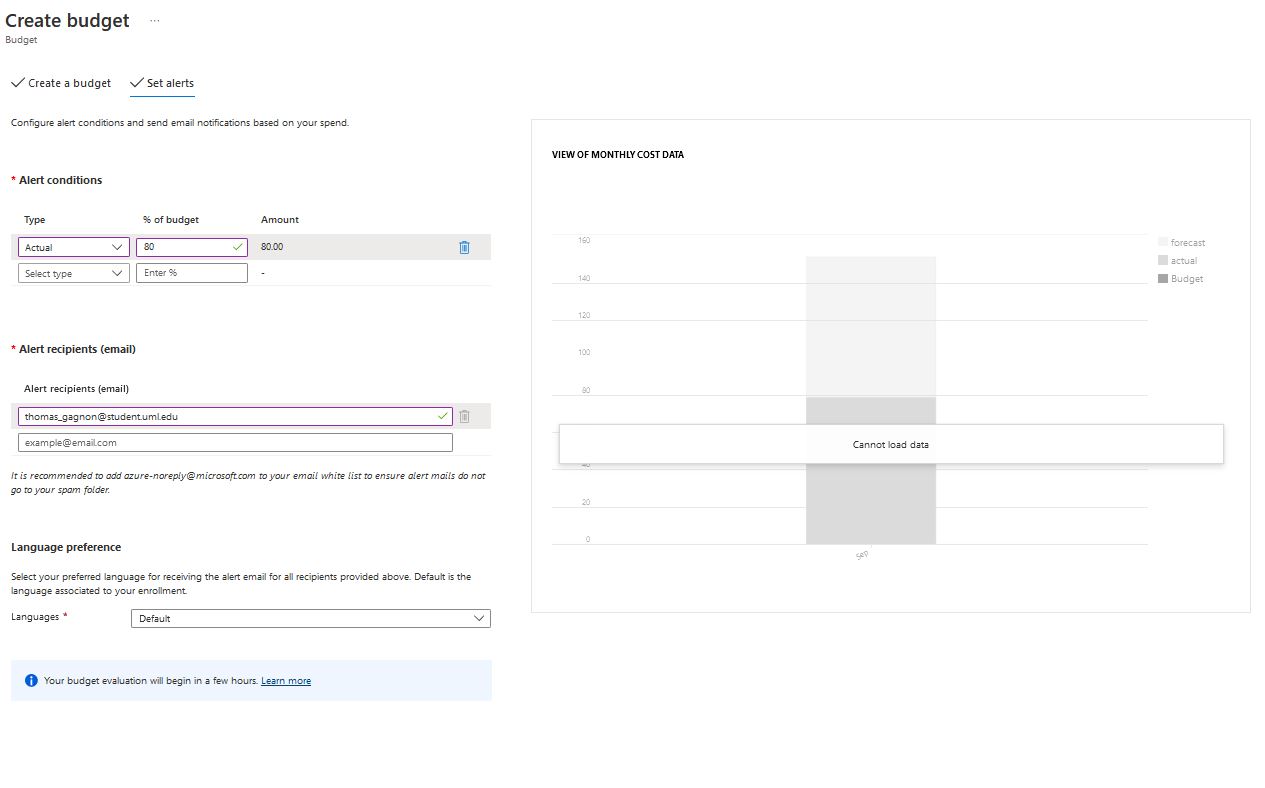 Create budget ...
Budget
Create a budget
Set alerts
Configure alert conditions and send email notifications based on your spend.
* Alert conditions
Type % of budget Amount
Actual 80 80.00
Select type Enter % -
* Alert recipients (email)
Alert recipients (email)
thomas_gagnon@student.uml.edu
example@email.com
It is recommended to add azure-noreply@microsoft.com to your email white list to ensure alert mails do not
go to your spam folder.
Language preference
Select your preferred language for receiving the alert email for all recipients provided above. Default is the
language associated to your enrollment.
Languages *
Default
Your budget evaluation will begin in a few hours. Learn more
VIEW OF MONTHLY COST DATA
160
140
120
100
80
40
20
0
Sep
forecast
actual
Budget
Cannot load data